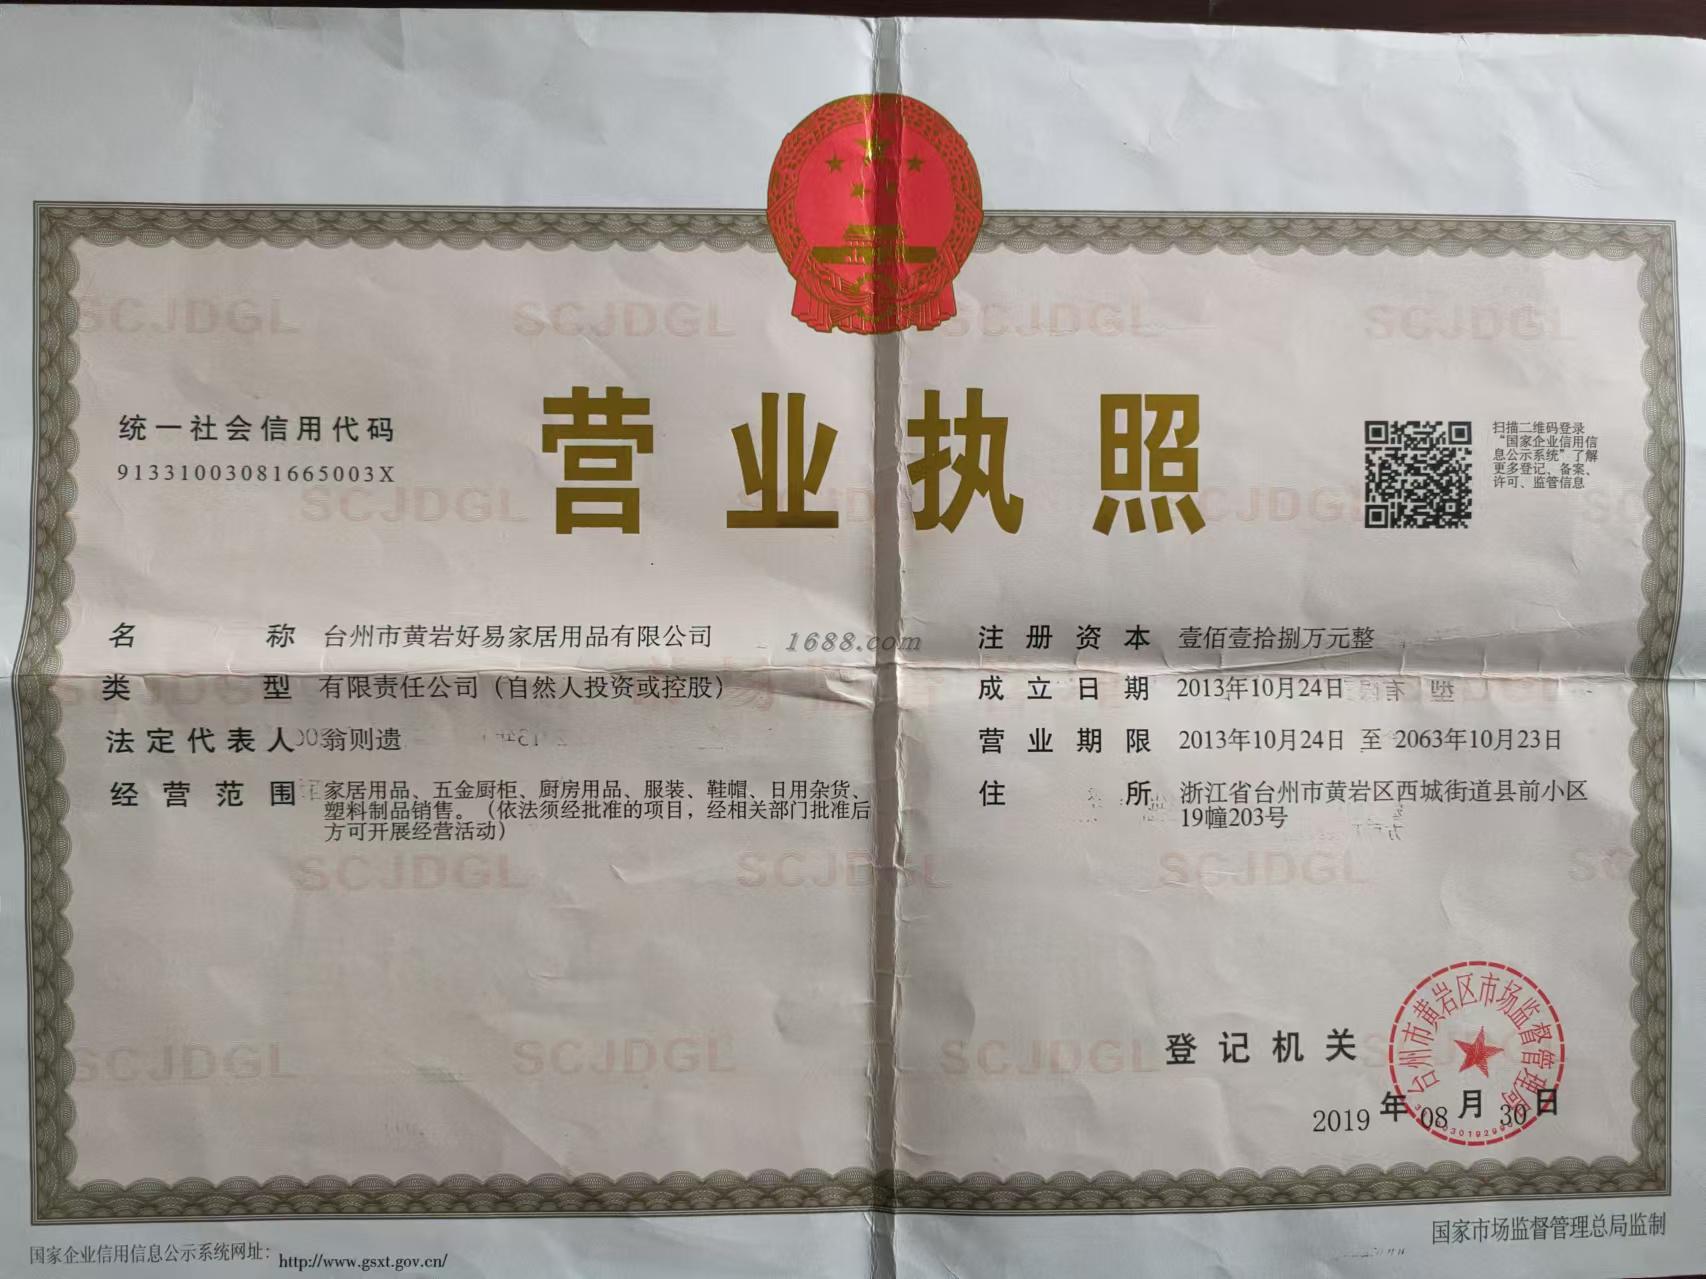 营业执照
统一社会信用代码
91331003081665003X
扫描二维码登录
“国家企业信用信
息公示系统”了解
更多登记、备案、
许可、监管信息
名称 台州市黄岩好易家居用品有限公司
类型 有限责任公司（自然人投资或控股）
法定代表人 翁则遗
经营范围 家居用品、五金厨柜、厨房用品、服装、鞋帽、日用杂货、
塑料制品销售。（依法须经批准的项目，经相关部门批准后
方可开展经营活动）
1688.com
注册资本 壹佰壹拾捌万元整
成立日期 2013年10月24日
营业期限 2013年10月24日 至 2063年10月23日
住所 浙江省台州市黄岩区西城街道县前小区
19幢203号
登记机关
台州市黄岩区市场监督管理局
2019 年 08 月 30 日
国家企业信用信息公示系统网址：http://www.gsxt.gov.cn/
国家市场监督管理总局监制
SCJDGL